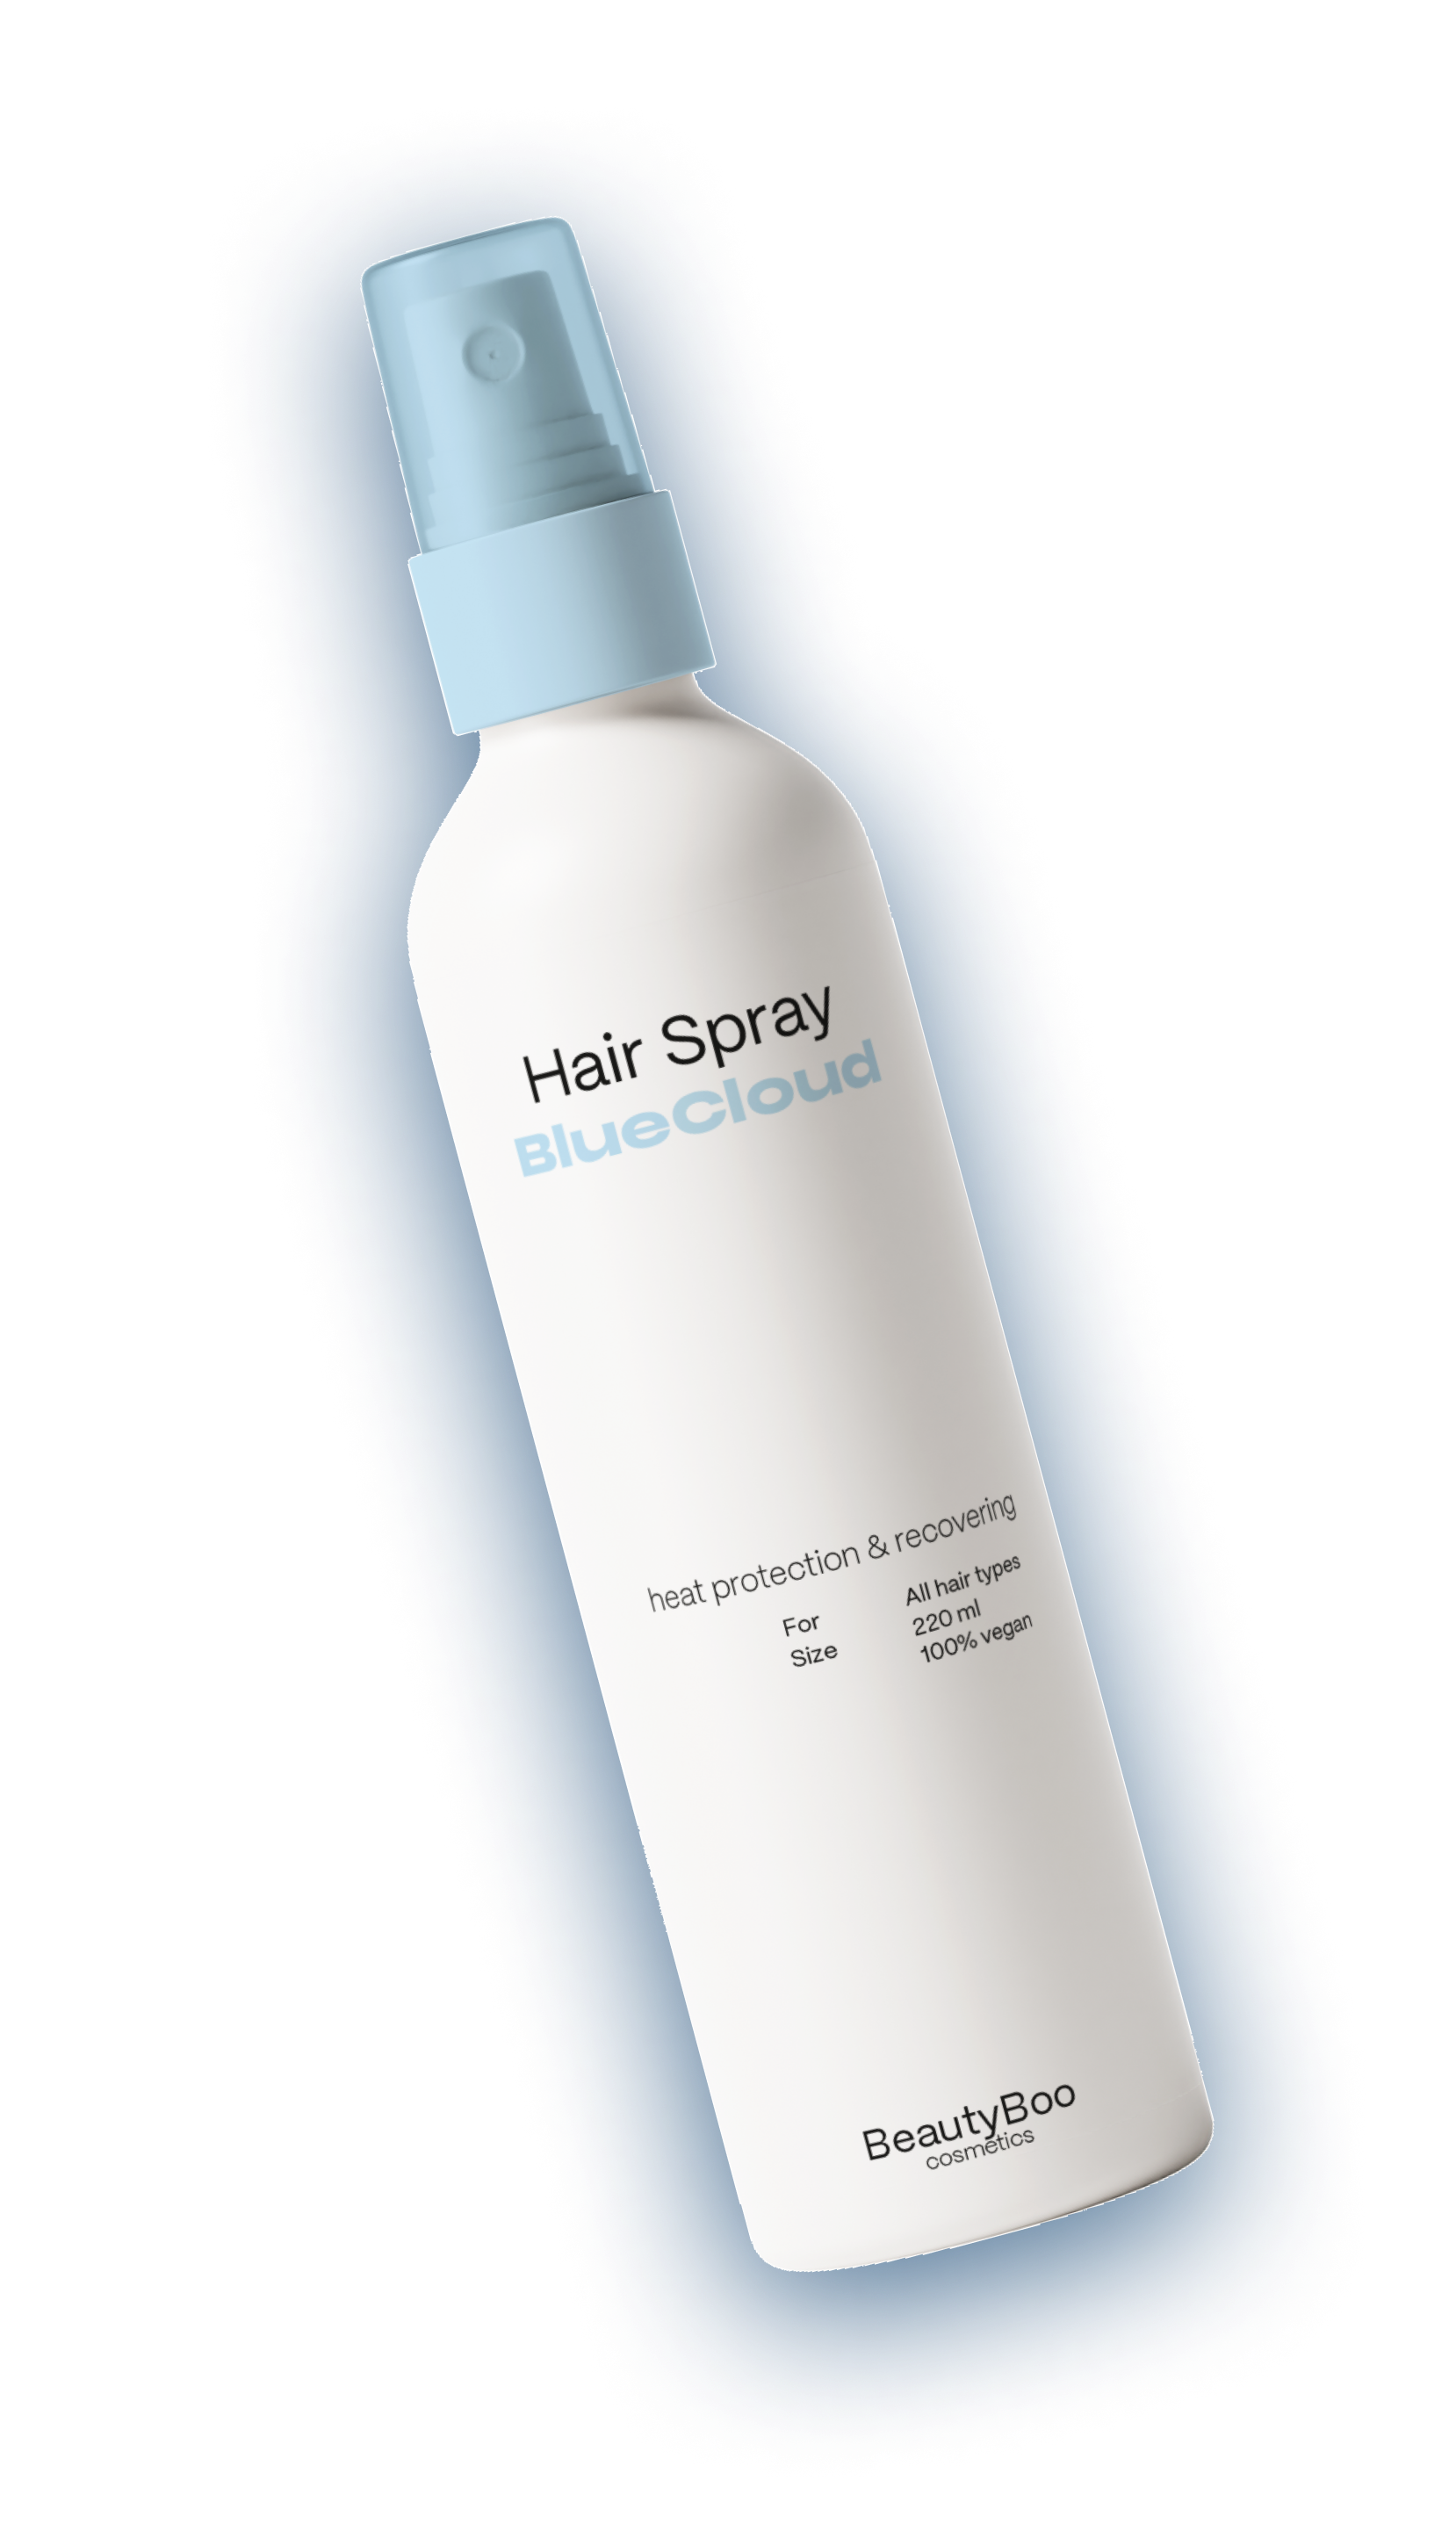 Hair Spray
BlueCloud
heat protection & recovering
For All hair types
Size 220 ml
100% vegan
BeautyBoo
cosmetics